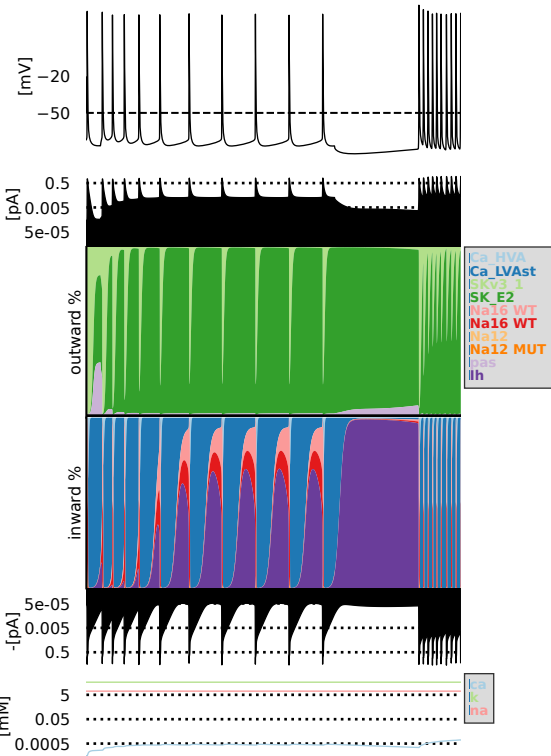 [mV]
−20
−50
[pA]
0.5
0.005
5e-05
outward %
Ca_HVA
Ca_LVAst
SKv3_1
SK_E2
Na16 WT
Na16 WT
Na12
Na12 MUT
pas
Ih
inward %
-[pA]
5e-05
0.005
0.5
[mM]
5
0.05
0.0005
ca
k
na